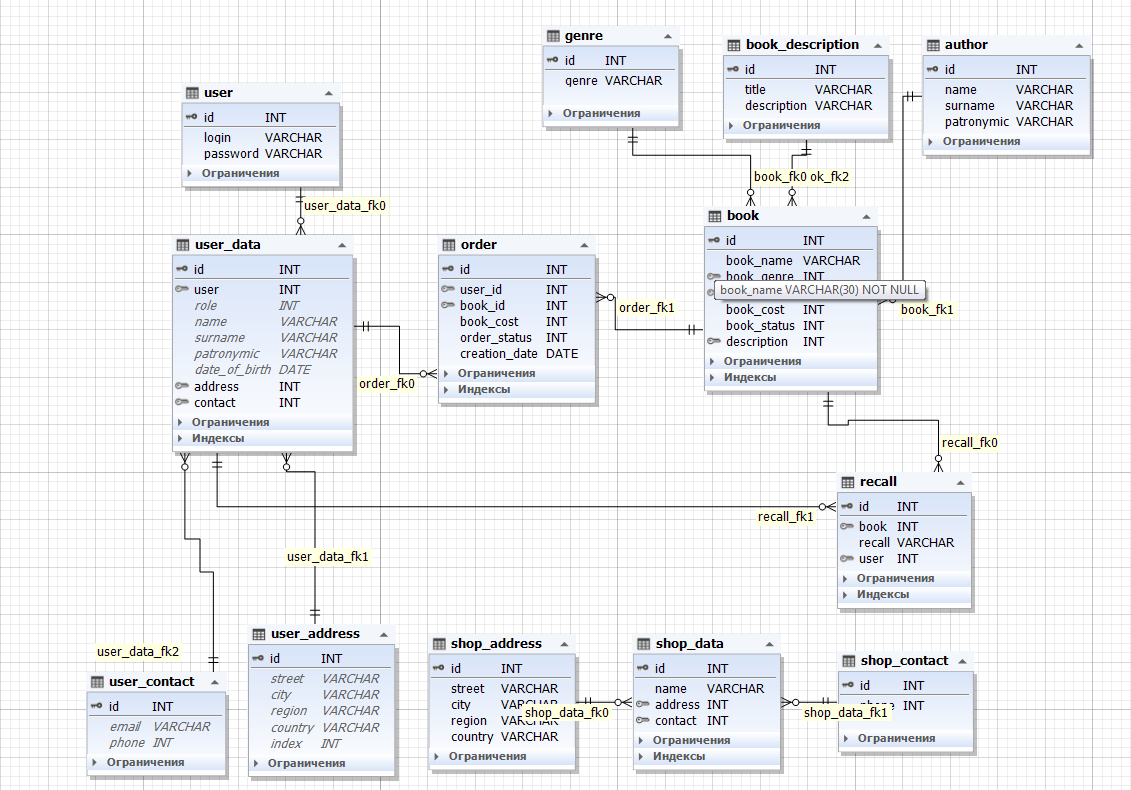 genre
id INT
genre VARCHAR
Ограничения
book_description
id INT
title VARCHAR
description VARCHAR
Ограничения
author
id INT
name VARCHAR
surname VARCHAR
patronymic VARCHAR
Ограничения
user
id INT
login VARCHAR
password VARCHAR
Ограничения
user_data_fk0
book_fk0
ok_fk2
user_data
id INT
user INT
role INT
name VARCHAR
surname VARCHAR
patronymic VARCHAR
date_of_birth DATE
address INT
contact INT
Ограничения
Индексы
order
id INT
user_id INT
book_id INT
book_cost INT
order_status INT
creation_date DATE
Ограничения
Индексы
order_fk0
order_fk1
book
id INT
book_name VARCHAR
book_genre INT
book_name VARCHAR(30) NOT NULL
book_cost INT
book_status INT
description INT
Ограничения
Индексы
book_fk1
recall_fk0
recall
id INT
book INT
recall VARCHAR
user INT
Ограничения
Индексы
recall_fk1
user_data_fk1
user_data_fk2
user_contact
id INT
email VARCHAR
phone INT
Ограничения
user_address
id INT
street VARCHAR
city VARCHAR
region VARCHAR
country VARCHAR
index INT
Ограничения
shop_address
id INT
street VARCHAR
city VARCHAR
region VARCHAR
country VARCHAR
Ограничения
shop_data_fk0
shop_data
id INT
name VARCHAR
address INT
contact INT
Ограничения
Индексы
shop_data_fk1
shop_contact
id INT
INT
Ограничения